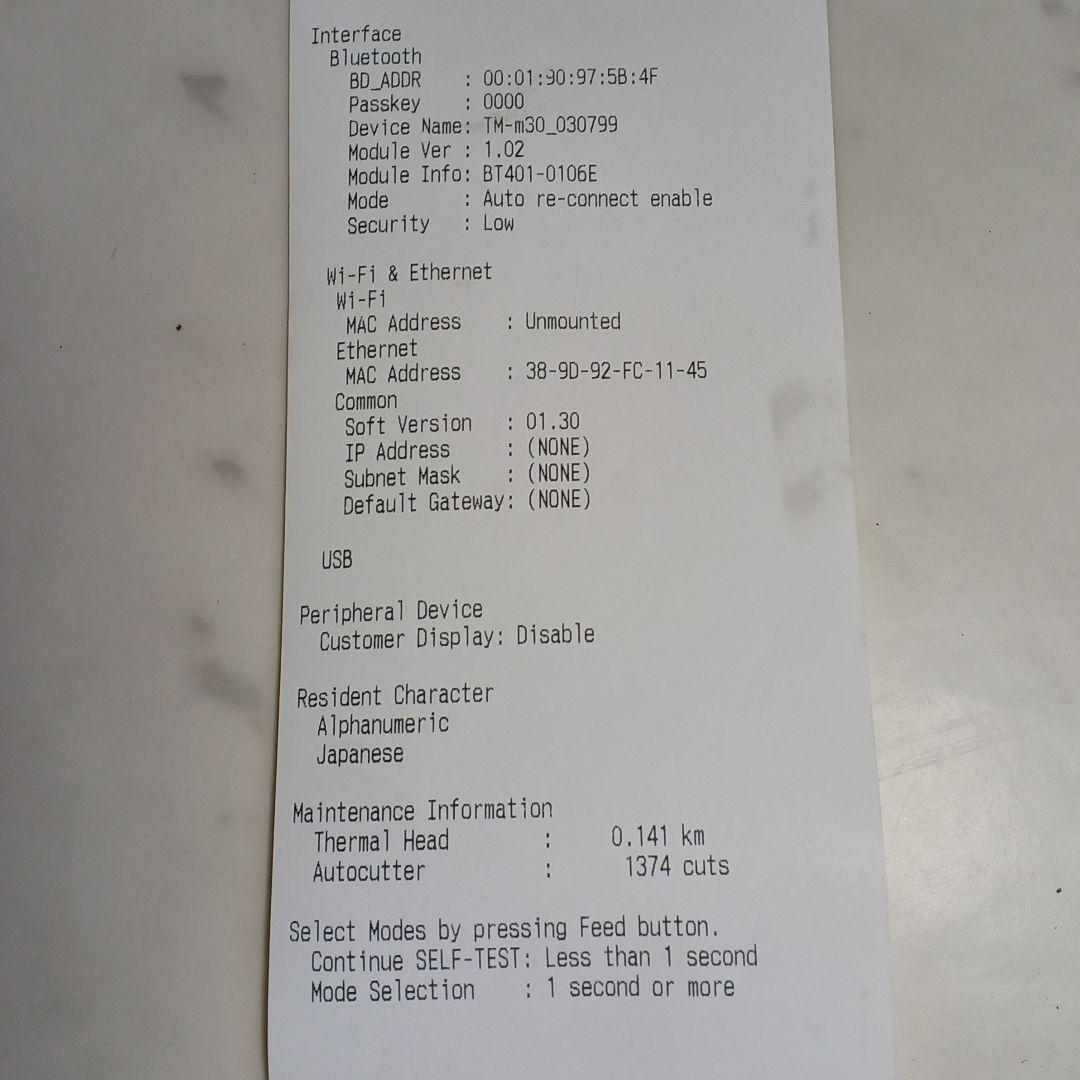 Interface
Bluetooth
BD_ADDR : 00:01:90:97:5B:4F
Passkey : 0000
Device Name: TM-m30_030799
Module Ver : 1.02
Module Info: BT401-0106E
Mode : Auto re-connect enable
Security : Low
Wi-Fi & Ethernet
Wi-Fi
MAC Address : Unmounted
Ethernet
MAC Address : 38-9D-92-FC-11-45
Common
Soft Version : 01.30
IP Address : (NONE)
Subnet Mask : (NONE)
Default Gateway: (NONE)
USB
Peripheral Device
Customer Display: Disable
Resident Character
Alphanumeric
Japanese
Maintenance Information
Thermal Head : 0.141 km
Autocutter : 1374 cuts
Select Modes by pressing Feed button.
Continue SELF-TEST: Less than 1 second
Mode Selection : 1 second or more